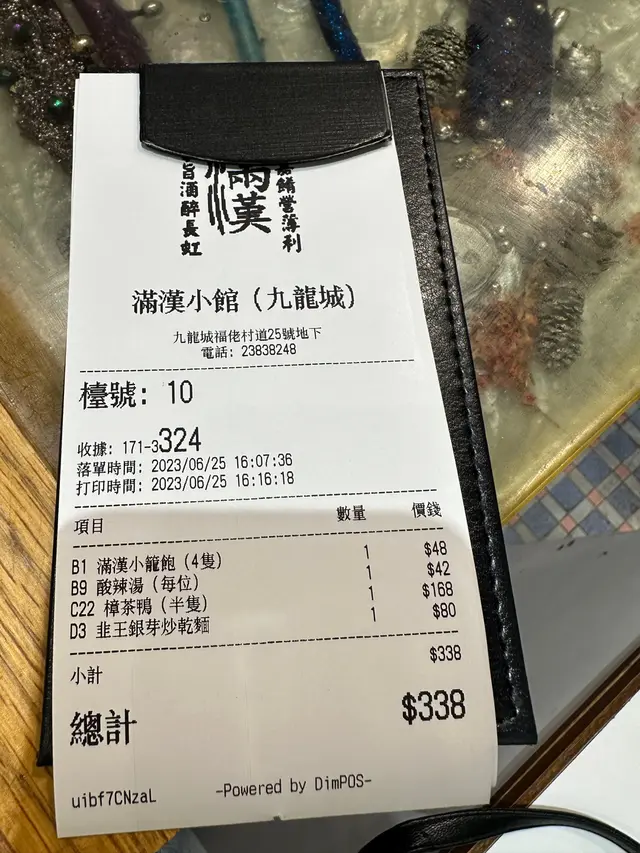 旨酒醉長虹
滿漢
嘉餚營薄利
滿漢小館（九龍城）
九龍城福佬村道25號地下
電話: 23838248
檯號: 10
收據: 171-3324
落單時間: 2023/06/25 16:07:36
打印時間: 2023/06/25 16:16:18
項目 數量 價錢
B1 滿漢小籠飽（4隻） 1 $48
B9 酸辣湯（每位） 1 $42
C22 樟茶鴨（半隻） 1 $168
D3 韭王銀芽炒乾麵 1 $80
小計 $338
總計 $338
uibf7CNzaL -Powered by DimPOS-